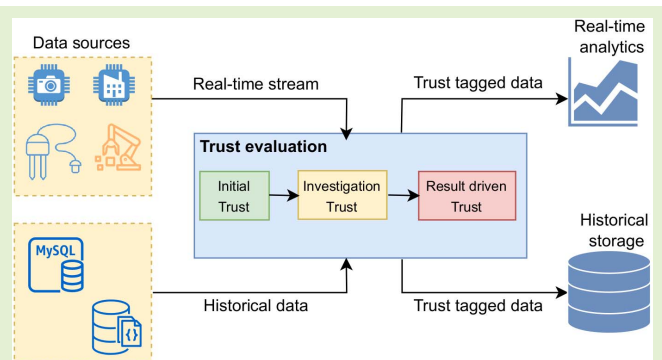 Data sources
Real-time stream
Trust tagged data
Real-time
analytics
Trust evaluation
Initial
Trust
Investigation
Trust
Result driven
Trust
MySQL
{}
Historical data
Trust tagged data
Historical
storage